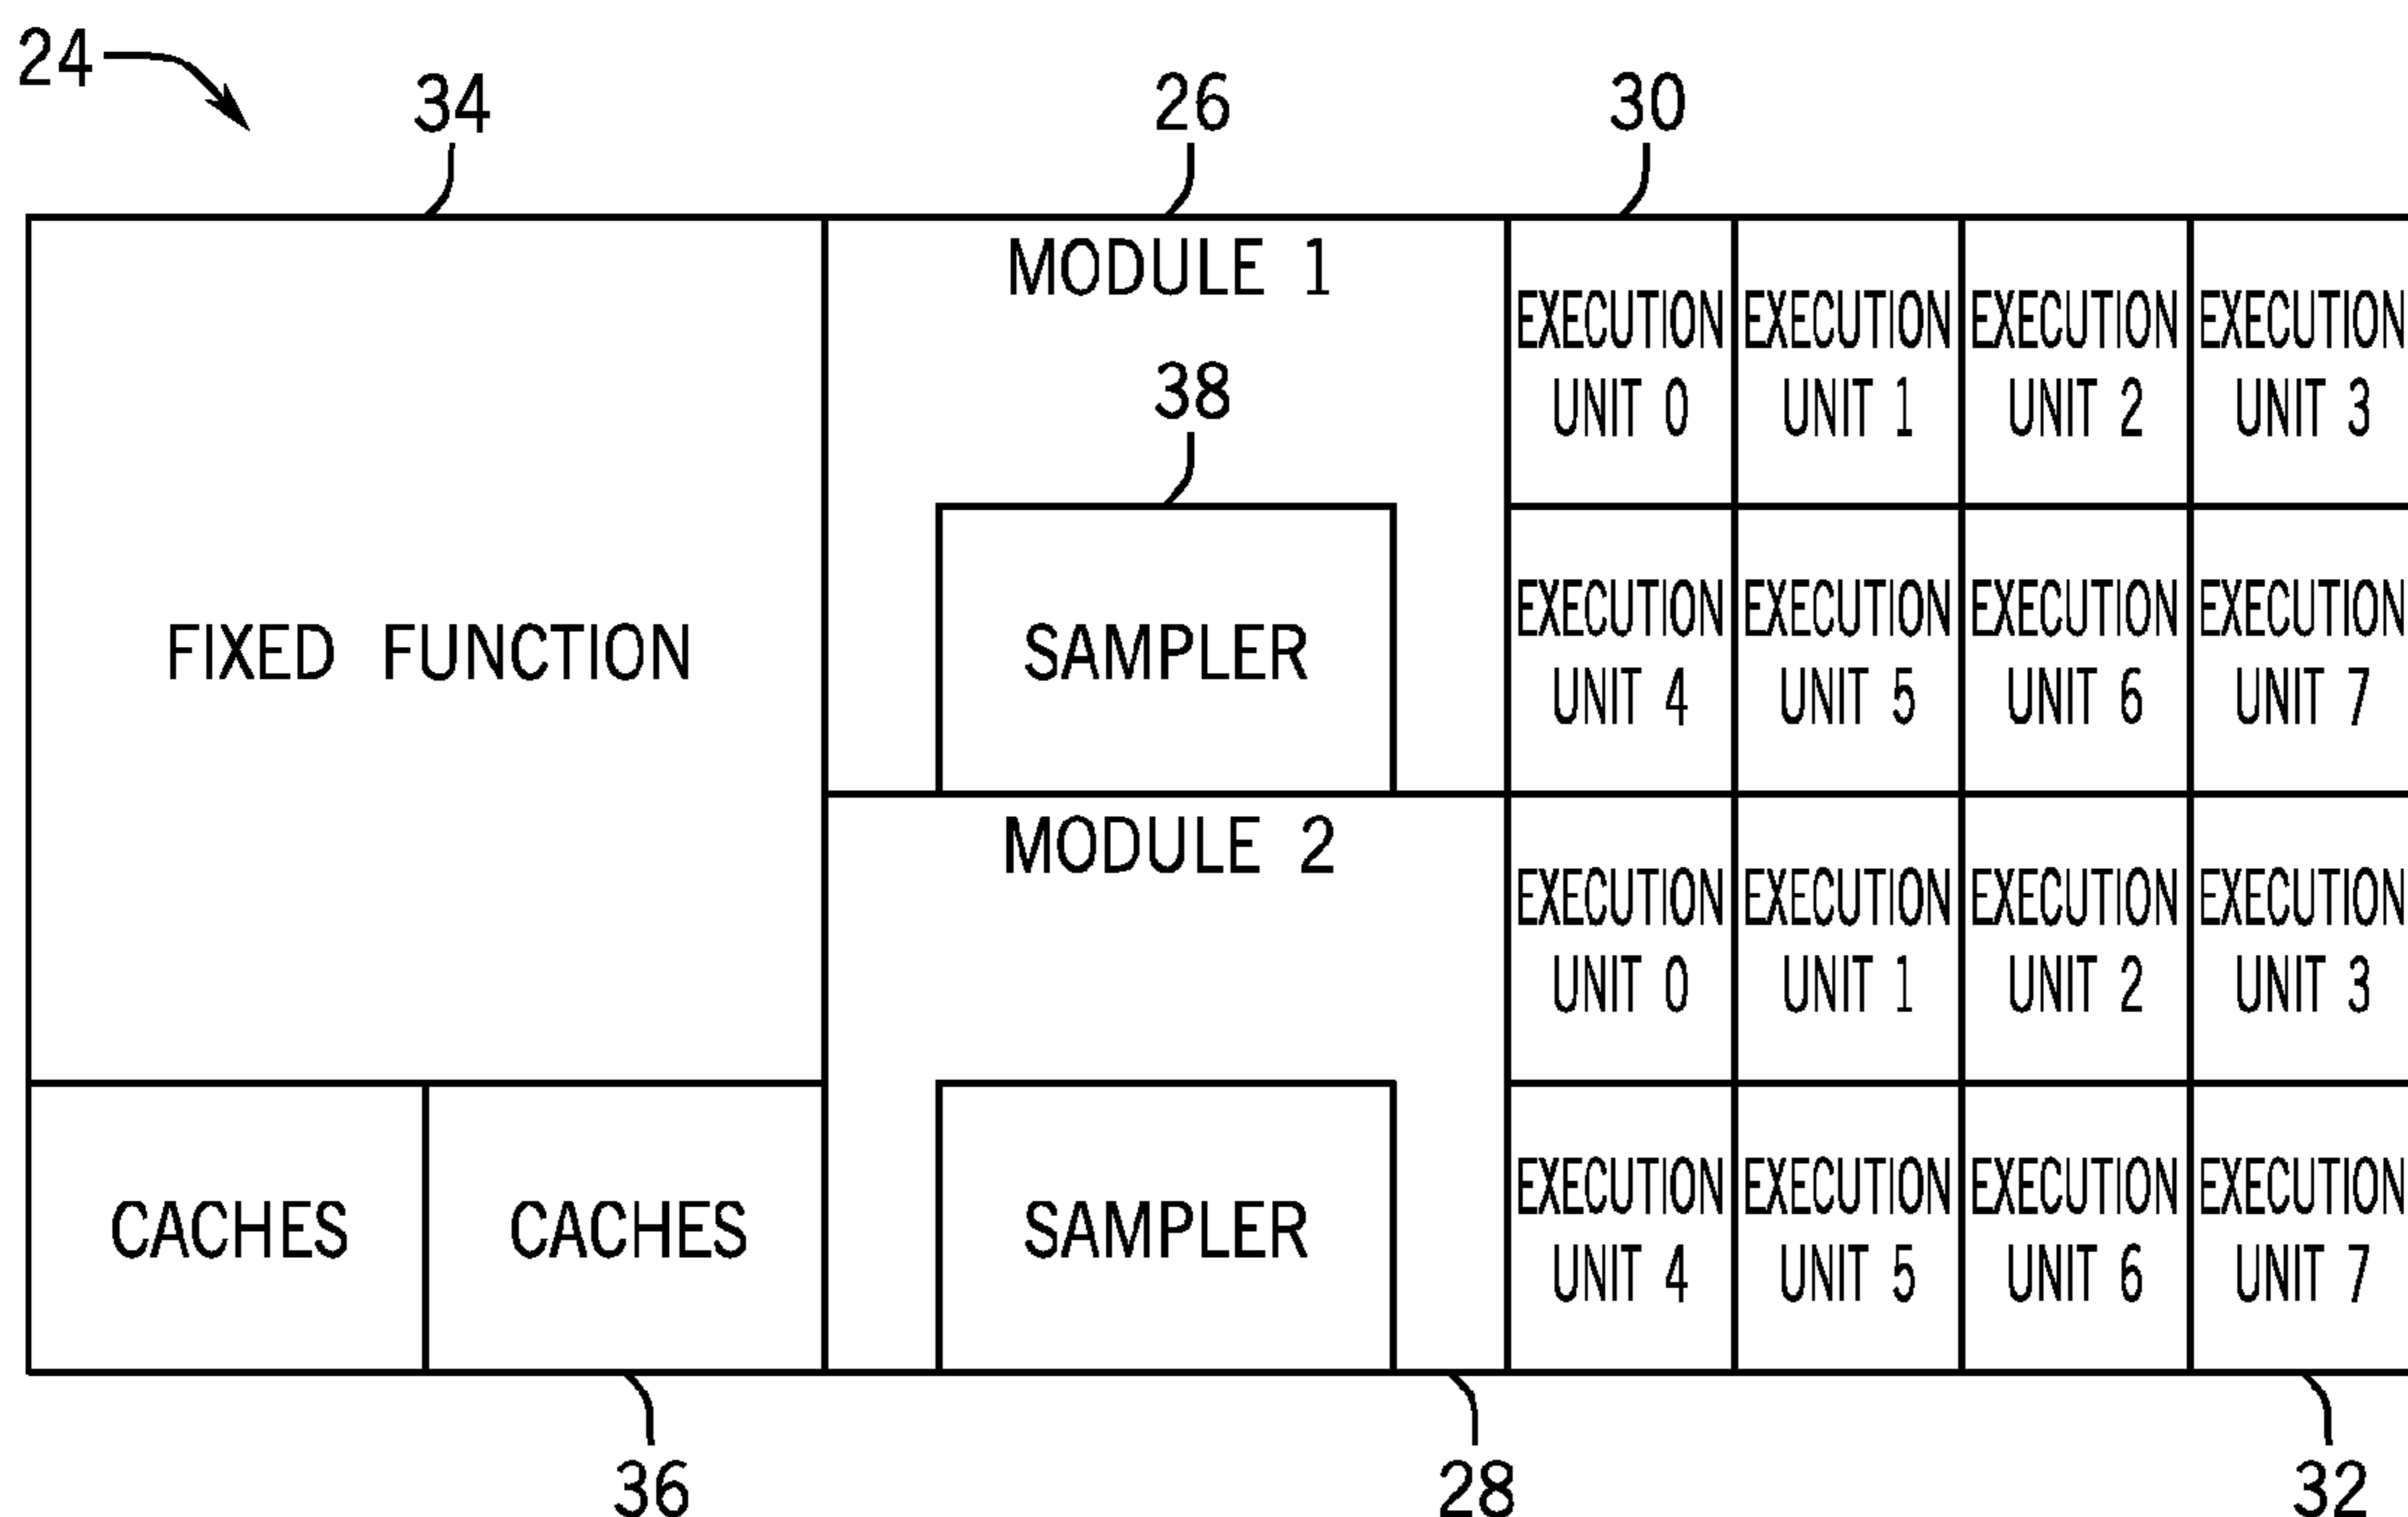 24
34
26
30
MODULE 1
38
FIXED FUNCTION
SAMPLER
EXECUTION UNIT 0
EXECUTION UNIT 1
EXECUTION UNIT 2
EXECUTION UNIT 3
EXECUTION UNIT 4
EXECUTION UNIT 5
EXECUTION UNIT 6
EXECUTION UNIT 7
MODULE 2
EXECUTION UNIT 0
EXECUTION UNIT 1
EXECUTION UNIT 2
EXECUTION UNIT 3
CACHES
CACHES
SAMPLER
EXECUTION UNIT 4
EXECUTION UNIT 5
EXECUTION UNIT 6
EXECUTION UNIT 7
36
28
32